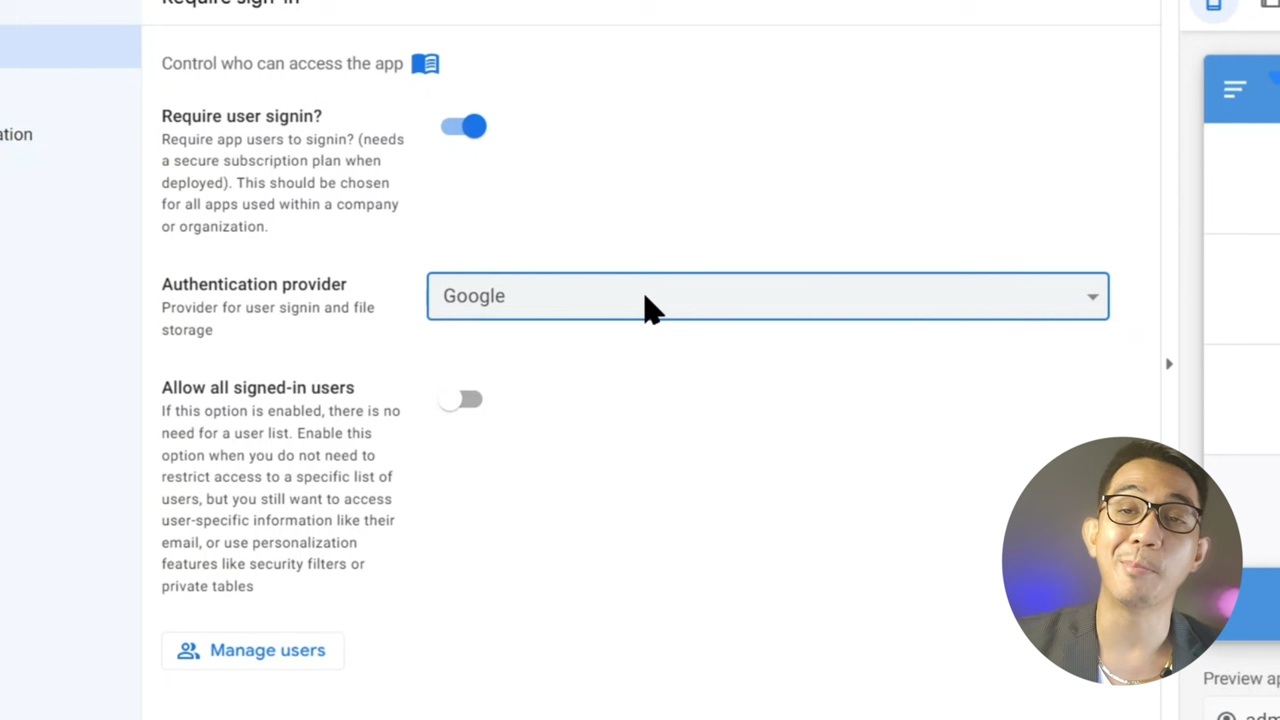 Require sign-in
Control who can access the app
ation
Require user signin?
Require app users to signin? (needs
a secure subscription plan when
deployed). This should be chosen
for all apps used within a company
or organization.
Authentication provider
Provider for user signin and file
storage
Google
Allow all signed-in users
If this option is enabled, there is no
need for a user list. Enable this
option when you do not need to
restrict access to a specific list of
users, but you still want to access
user-specific information like their
email, or use personalization
features like security filters or
private tables
Manage users
Preview ap
adm